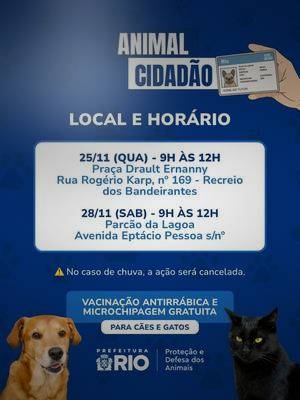 ANIMAL
CIDADÃO
LOCAL E HORÁRIO
25/11 (QUA) - 9H ÀS 12H
Praça Drault Ernanny
Rua Rogério Karp, nº 169 - Recreio
dos Bandeirantes
28/11 (SAB) - 9H ÀS 12H
Parcão da Lagoa
Avenida Eptácio Pessoa s/nº
No caso de chuva, a ação será cancelada.
VACINAÇÃO ANTIRRÁBICA E
MICROCHIPAGEM GRATUITA
PARA CÃES E GATOS
PREFEITURA
RIO
Proteção e
Defesa dos
Animais